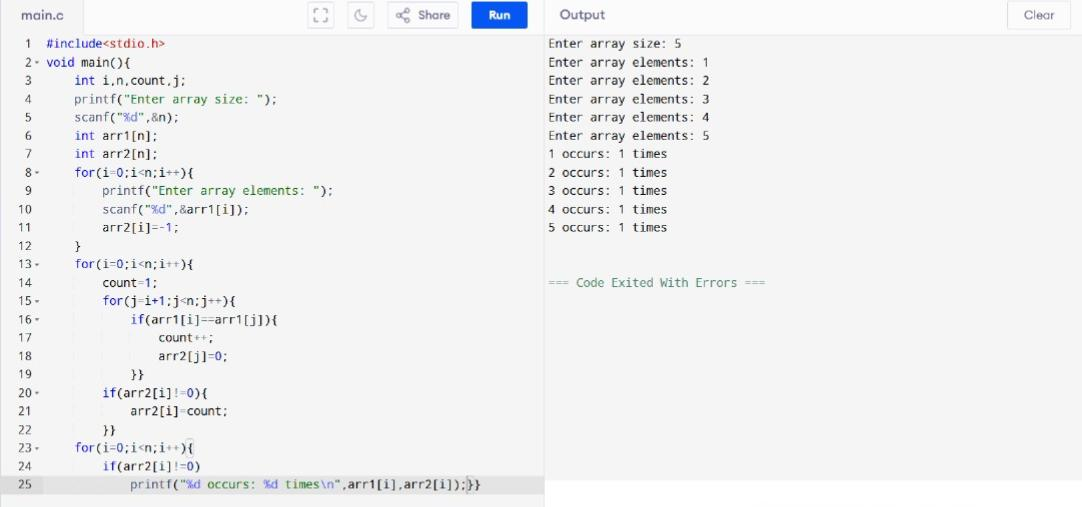 main.c
Share
Run
Output
Clear
1 #include<stdio.h>
2 void main(){
3     int i,n,count,j;
4     printf("Enter array size: ");
5     scanf("%d",&n);
6     int arr1[n];
7     int arr2[n];
8     for(i=0;i<n;i++){
9         printf("Enter array elements: ");
10         scanf("%d",&arr1[i]);
11         arr2[i]=-1;
12     }
13     for(i=0;i<n;i++){
14         count=1;
15         for(j=i+1;j<n;j++){
16             if(arr1[i]==arr1[j]){
17                 count++;
18                 arr2[j]=0;
19             }}
20         if(arr2[i]!=0){
21             arr2[i]=count;
22         }}
23     for(i=0;i<n;i++){
24         if(arr2[i]!=0)
25             printf("%d occurs: %d times\n",arr1[i],arr2[i]);}}
Enter array size: 5
Enter array elements: 1
Enter array elements: 2
Enter array elements: 3
Enter array elements: 4
Enter array elements: 5
1 occurs: 1 times
2 occurs: 1 times
3 occurs: 1 times
4 occurs: 1 times
5 occurs: 1 times
=== Code Exited With Errors ===